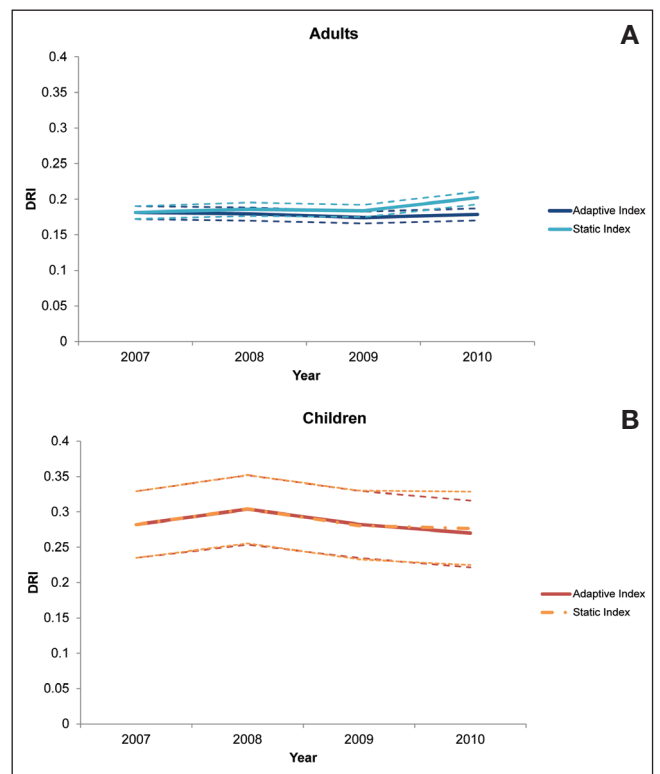 Adults
A
0.4
0.35
0.3
0.25
0.2
0.15
0.1
0.05
0
DRI
2007 2008 2009 2010
Year
Adaptive Index
Static Index
Children
B
0.4
0.35
0.3
0.25
0.2
0.15
0.1
0.05
0
DRI
2007 2008 2009 2010
Year
Adaptive Index
Static Index